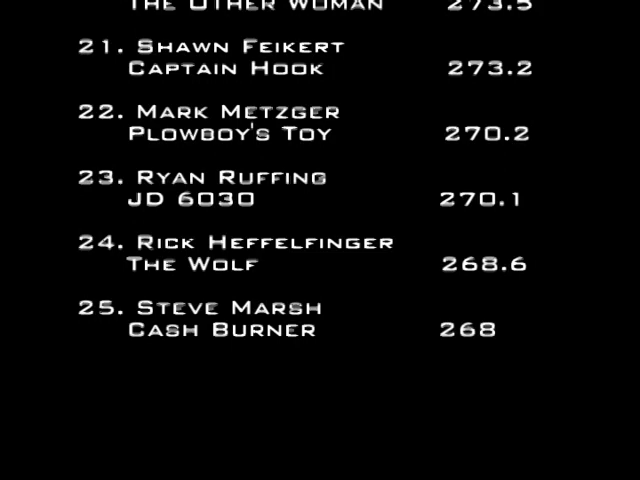 The Other Woman 273.5
21. Shawn Feikert
Captain Hook 273.2
22. Mark Metzger
Plowboy's Toy 270.2
23. Ryan Ruffing
JD 6030 270.1
24. Rick Heffelfinger
The Wolf 268.6
25. Steve Marsh
Cash Burner 268